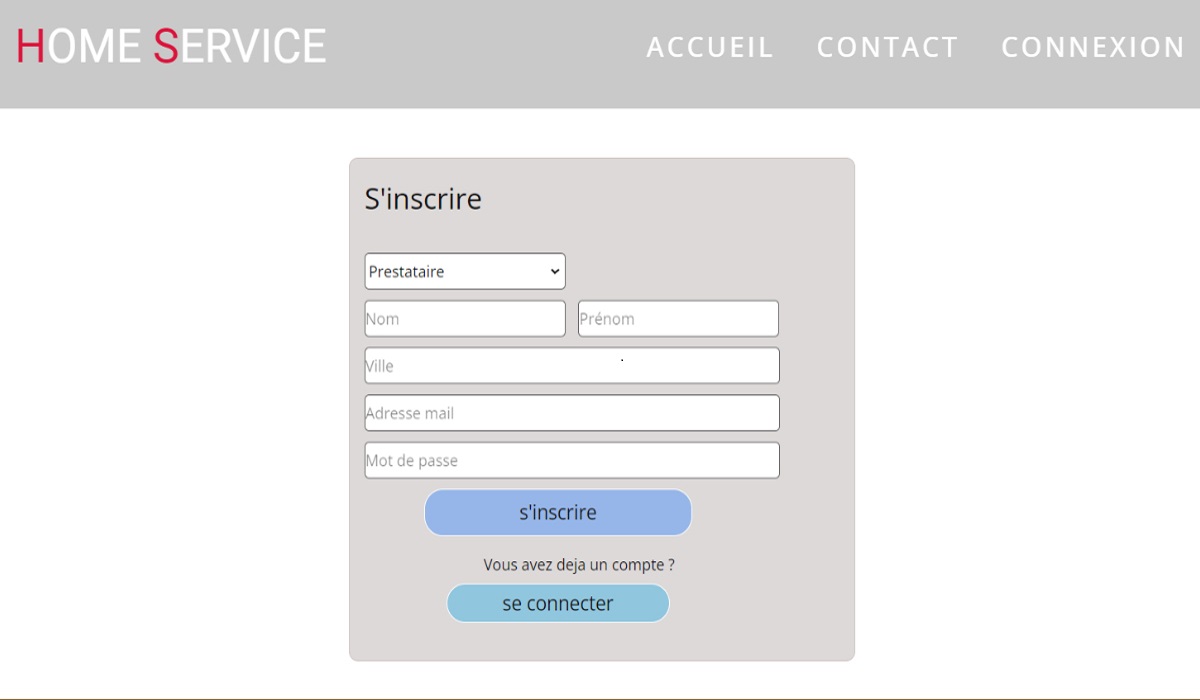 HOME SERVICE ACCUEIL CONTACT CONNEXION
S'inscrire
Prestataire
Nom Prénom
Ville
Adresse mail
Mot de passe
s'inscrire
Vous avez deja un compte ?
se connecter